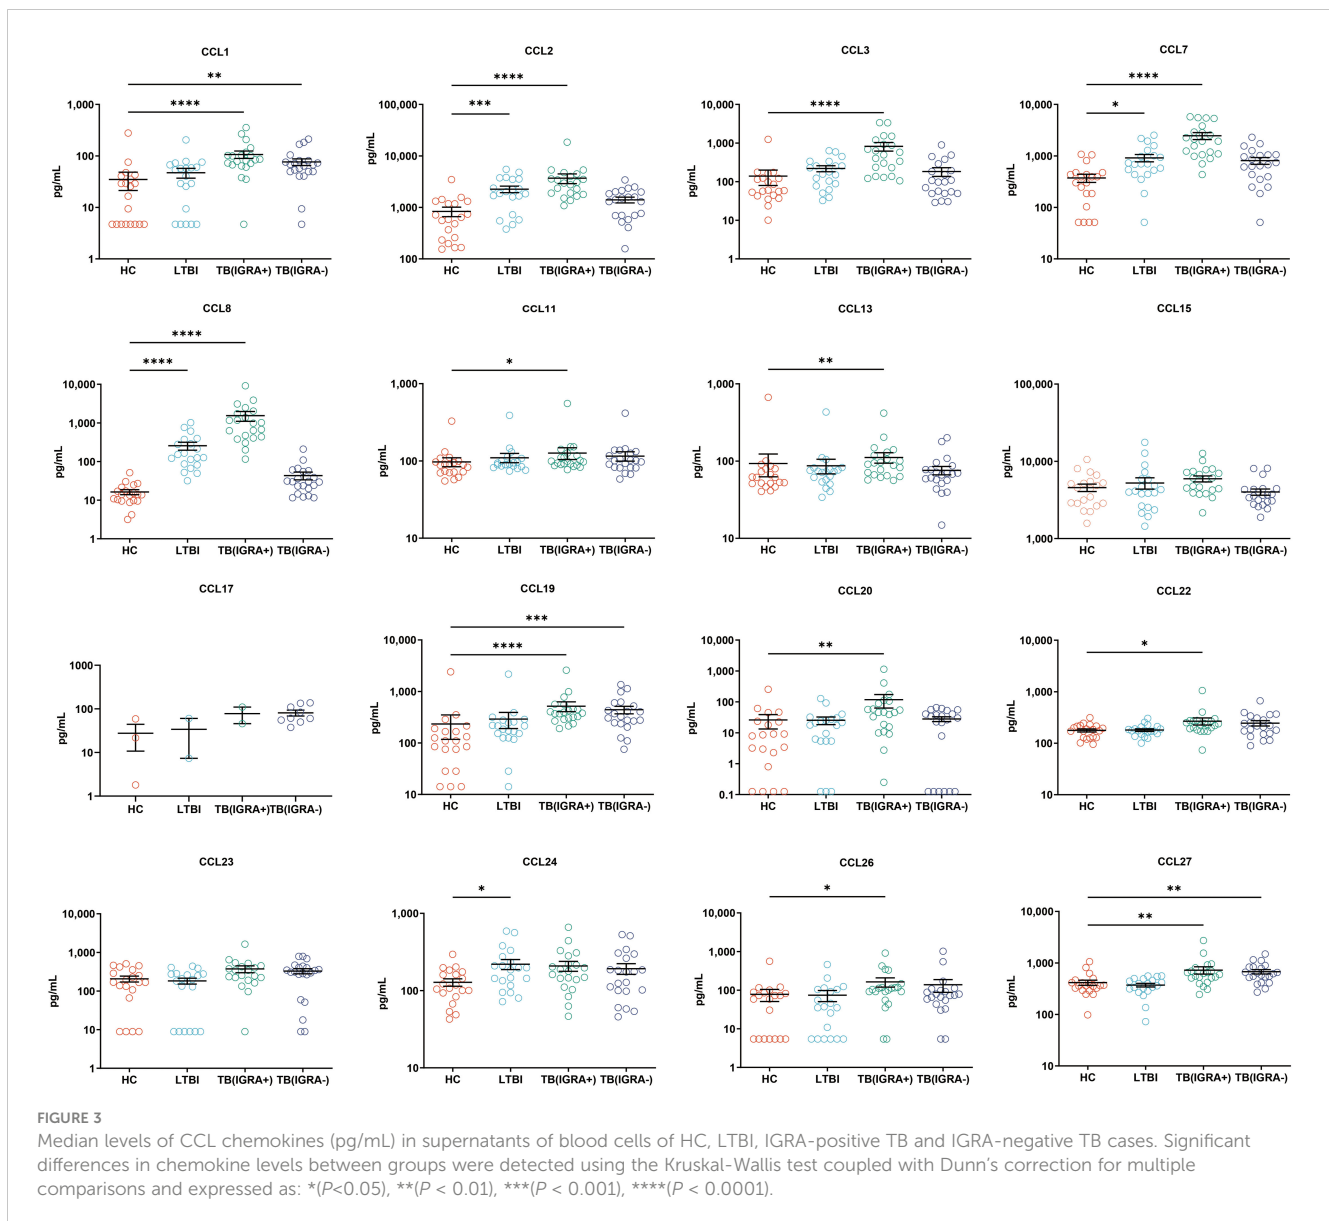 CCL1
CCL2
CCL3
CCL7
**
****
****
***
****
****
*
1,000
100
10
1
pg/mL
HC LTBI TB(IGRA+) TB(IGRA-)
100,000
10,000
1,000
100
pg/mL
HC LTBI TB(IGRA+) TB(IGRA-)
10,000
1,000
100
10
1
pg/mL
HC LTBI TB(IGRA+) TB(IGRA-)
10,000
1,000
100
10
pg/mL
HC LTBI TB(IGRA+) TB(IGRA-)
CCL8
CCL11
CCL13
CCL15
****
****
*
**
10,000
1,000
100
10
1
pg/mL
HC LTBI TB(IGRA+) TB(IGRA-)
1,000
100
10
pg/mL
HC LTBI TB(IGRA+) TB(IGRA-)
1,000
100
10
pg/mL
HC LTBI TB(IGRA+) TB(IGRA-)
100,000
10,000
1,000
pg/mL
HC LTBI TB(IGRA+) TB(IGRA-)
CCL17
CCL19
CCL20
CCL22
***
****
**
*
1000
100
10
1
pg/mL
HC LTBI TB(IGRA+) TB(IGRA-)
10,000
1,000
100
10
pg/mL
HC LTBI TB(IGRA+) TB(IGRA-)
10,000
1,000
100
10
1
0.1
pg/mL
HC LTBI TB(IGRA+) TB(IGRA-)
10,000
1,000
100
10
pg/mL
HC LTBI TB(IGRA+) TB(IGRA-)
CCL23
CCL24
CCL26
CCL27
*
*
**
**
10,000
1,000
100
10
1
pg/mL
HC LTBI TB(IGRA+) TB(IGRA-)
1,000
100
10
pg/mL
HC LTBI TB(IGRA+) TB(IGRA-)
10,000
1,000
100
10
1
pg/mL
HC LTBI TB(IGRA+) TB(IGRA-)
10,000
1,000
100
10
pg/mL
HC LTBI TB(IGRA+) TB(IGRA-)
FIGURE 3
Median levels of CCL chemokines (pg/mL) in supernatants of blood cells of HC, LTBI, IGRA-positive TB and IGRA-negative TB cases. Significant
differences in chemokine levels between groups were detected using the Kruskal-Wallis test coupled with Dunn's correction for multiple
comparisons and expressed as: *(P<0.05), **(P < 0.01), ***(P < 0.001), ****(P < 0.0001).